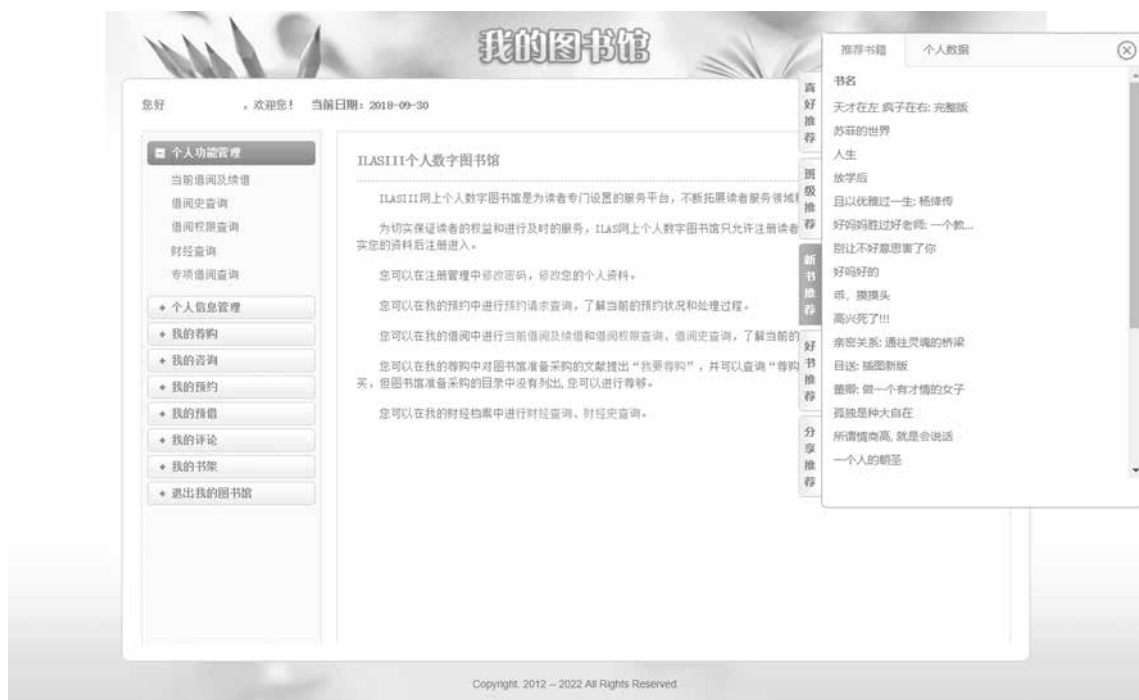 我的图书馆
您好 ，欢迎您！ 当前日期：2018-09-30
个人功能管理
当前借阅及续借
借阅史查询
借阅权限查询
财经查询
专项借阅查询
个人信息管理
我的荐购
我的咨询
我的预约
我的预借
我的评论
我的书架
退出我的图书馆
ILASIII个人数字图书馆
ILASIII网上个人数字图书馆是为读者专门设置的服务平台，不断拓展读者服务领域
为切实保证读者的权益和进行及时的服务，ILAS网上个人数字图书馆只允许注册读者
实您的资料后注册进入。
您可以在注册管理中修改密码，修改您的个人资料。
您可以在我的预约中进行预约请求查询，了解当前的预约状况和处理过程。
您可以在我的借阅中进行当前借阅及续借和借阅权限查询、借阅史查询，了解当前的
您可以在我的荐购中对图书馆准备采购的文献提出“我要荐购”，并可以查询“荐购
买，但图书馆准备采购的目录中没有列出,您可以进行荐够。
您可以在我的财经档案中进行财经查询、财经史查询。
喜好推荐
班级推荐
新书推荐
好书推荐
分享推荐
推荐书籍 个人数据
书名
天才在左 疯子在右: 完整版
苏菲的世界
人生
放学后
且以优雅过一生: 杨绛传
好妈妈胜过好老师: 一个教...
别让不好意思害了你
好吗好的
乖，摸摸头
高兴死了!!!
亲密关系: 通往灵魂的桥梁
目送: 插图新版
董卿: 做一个有才情的女子
孤独是种大自在
所谓情商高, 就是会说话
一个人的朝圣
Copyright. 2012 -- 2022 All Rights Reserved.